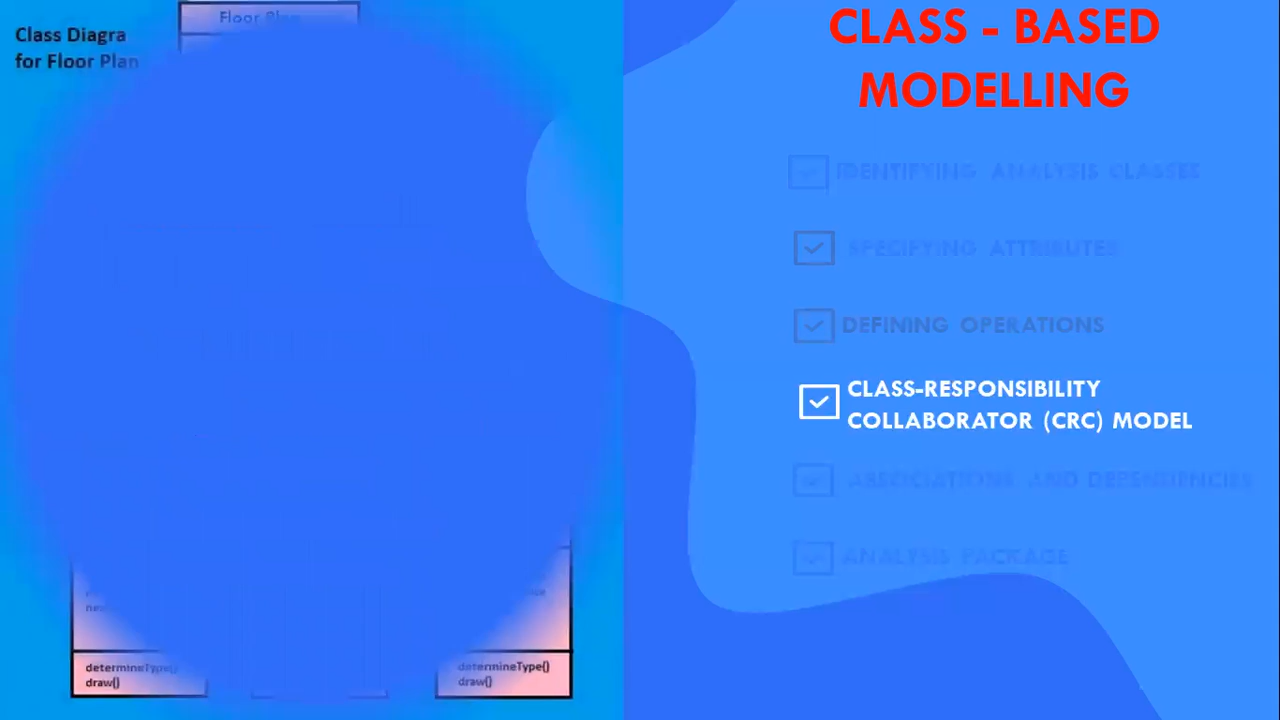 Floor Plan
Class Diagra
for Floor Plan
determineType()
draw()
determineType()
draw()
CLASS - BASED
MODELLING
IDENTIFYING ANALYSIS CLASSES
SPECIFYING ATTRIBUTES
DEFINING OPERATIONS
CLASS-RESPONSIBILITY
COLLABORATOR (CRC) MODEL
ASSOCIATIONS AND DEPENDENCIES
ANALYSIS PACKAGE